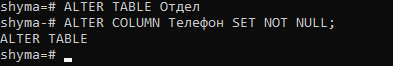 shyma=# ALTER TABLE Отдел
shyma-# ALTER COLUMN Телефон SET NOT NULL;
ALTER TABLE
shyma=#